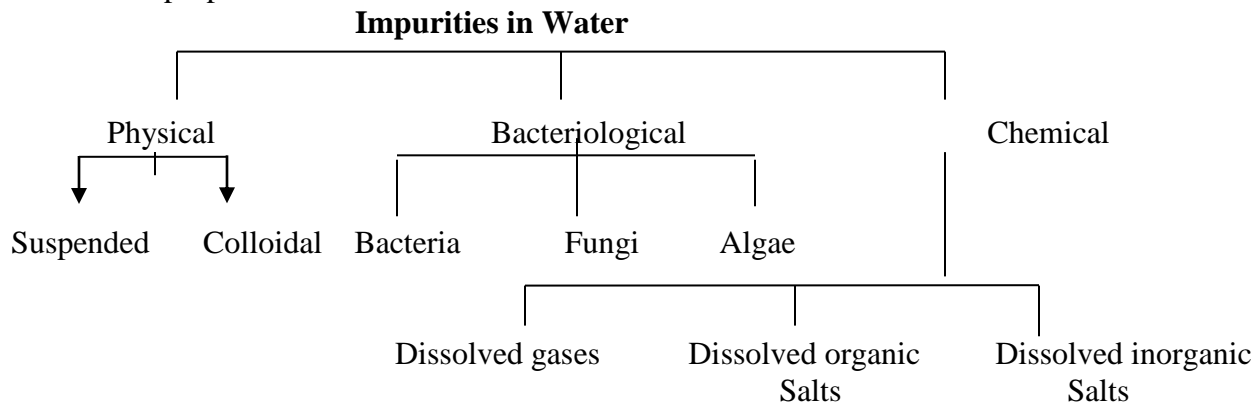 Impurities in Water
Physical Bacteriological Chemical
Suspended Colloidal Bacteria Fungi Algae
Dissolved gases Dissolved organic Dissolved inorganic
Salts Salts